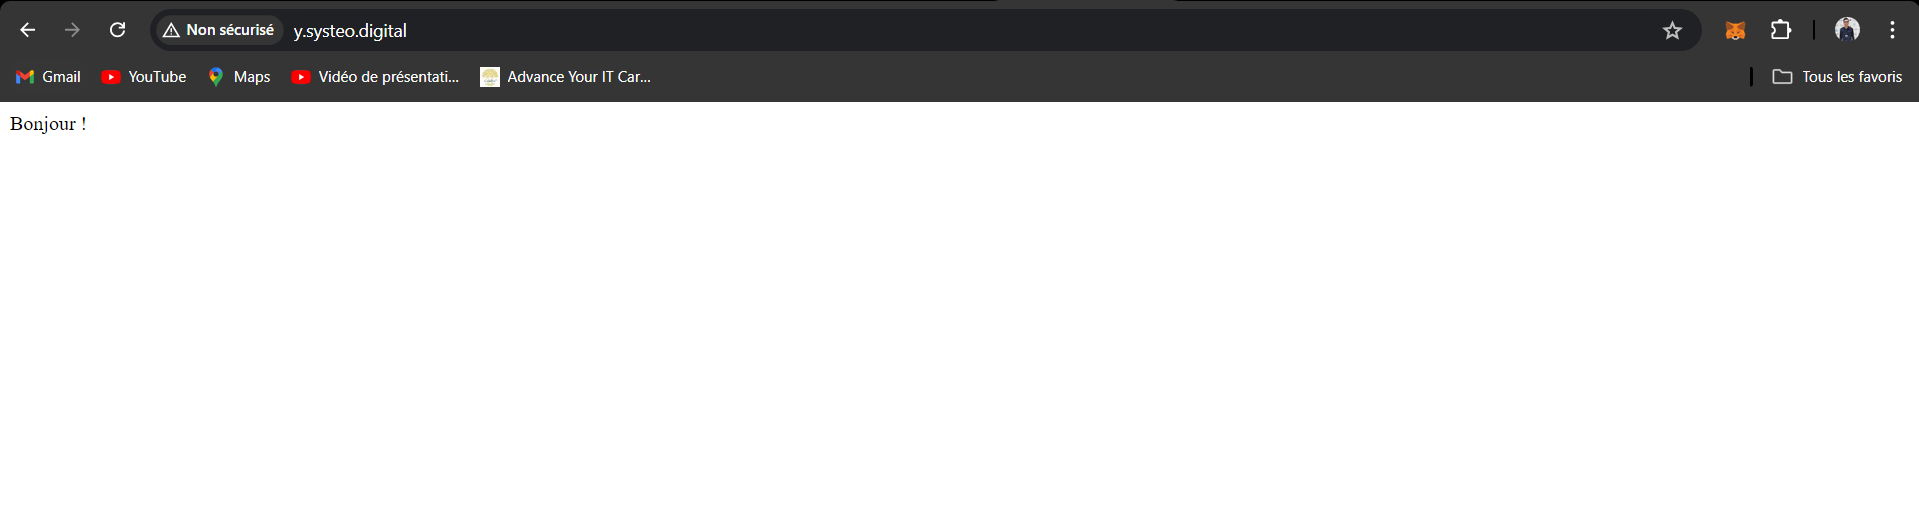 Non sécurisé y.systeo.digital
Gmail YouTube Maps Vidéo de présentati... Advance Your IT Car... Tous les favoris
Bonjour !